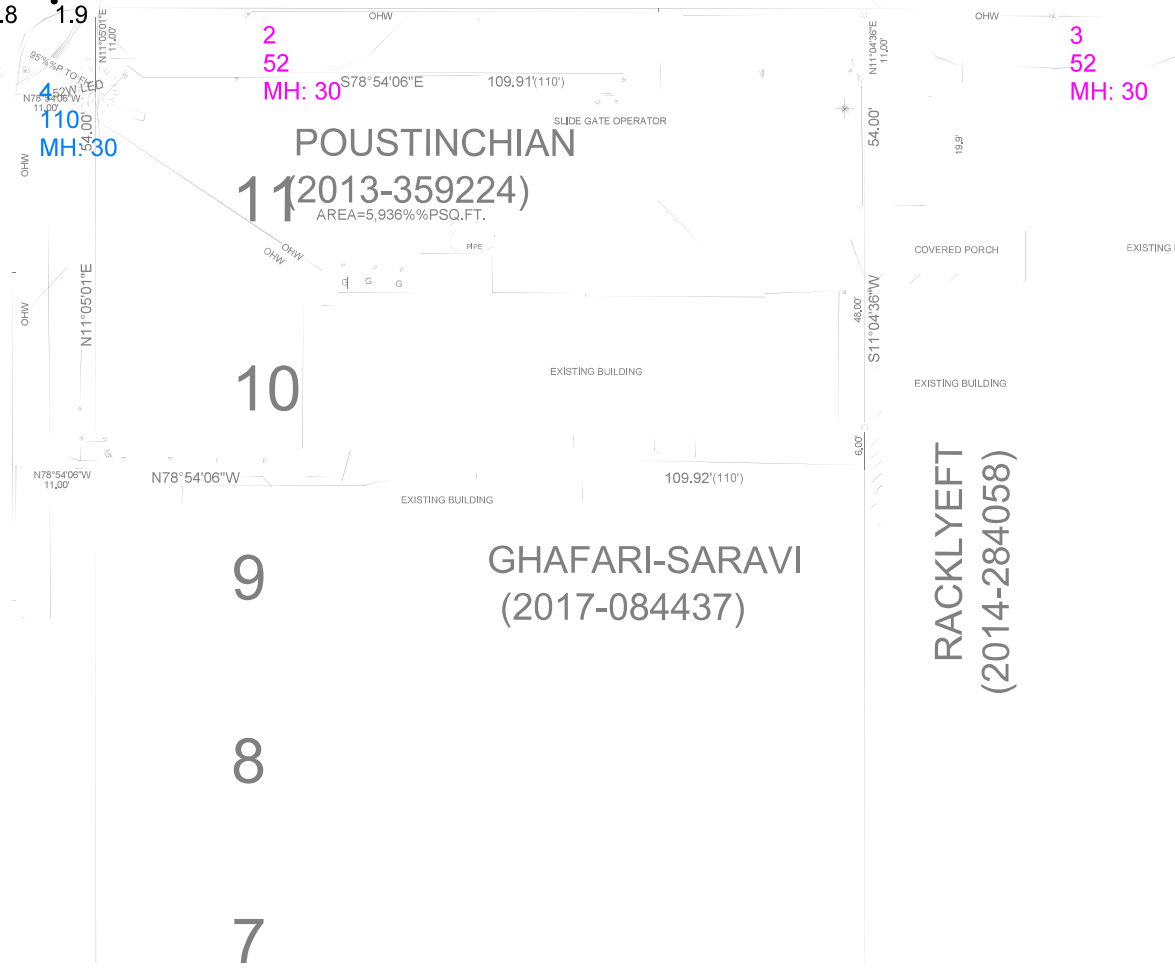 .8
1.9
OHW
OHW
N11°05'01"E
11.00'
2
52
MH: 30
N11°04'36"E
11.00'
3
52
MH: 30
95%%P TO F
52W LED
N78°54'06"W
11.00'
4
110
MH: 30
54.00'
S78°54'06"E
109.91'(110')
SLIDE GATE OPERATOR
54.00'
19.9'
POUSTINCHIAN
(2013-359224)
11
AREA=5,936%%PSQ.FT.
OHW
OHW
OHW
PIPE
COVERED PORCH
EXISTING
G
G
G
OHW
N11°05'01"E
48.00'
S11°04'36"W
10
EXISTING BUILDING
EXISTING BUILDING
6.00'
N78°54'06"W
11.00'
N78°54'06"W
109.92'(110')
EXISTING BUILDING
RACKLYEFT
(2014-284058)
9
GHAFARI-SARAVI
(2017-084437)
8
7